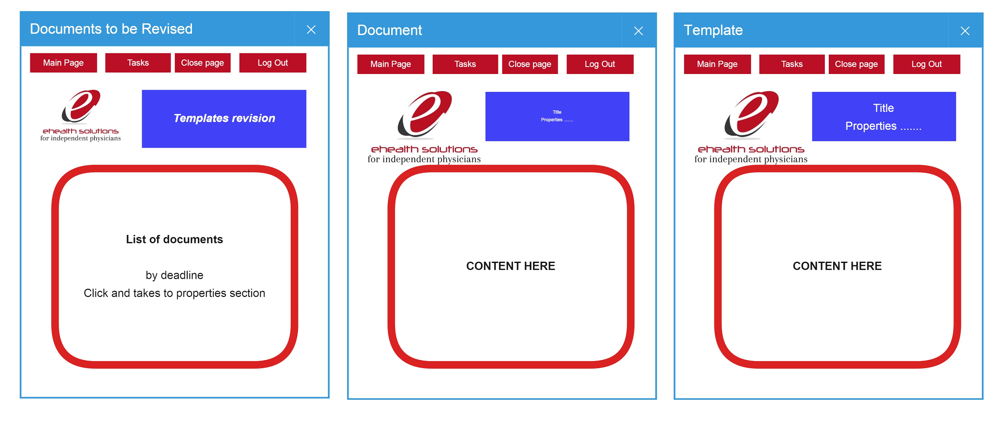 Documents to be Revised
Main Page
Tasks
Close page
Log Out
ehealth solutions
for independent physicians
Templates revision
List of documents
by deadline
Click and takes to properties section
Document
Main Page
Tasks
Close page
Log Out
ehealth solutions
for independent physicians
Title
Properties .......
CONTENT HERE
Template
Main Page
Tasks
Close page
Log Out
ehealth solutions
for independent physicians
Title
Properties .......
CONTENT HERE